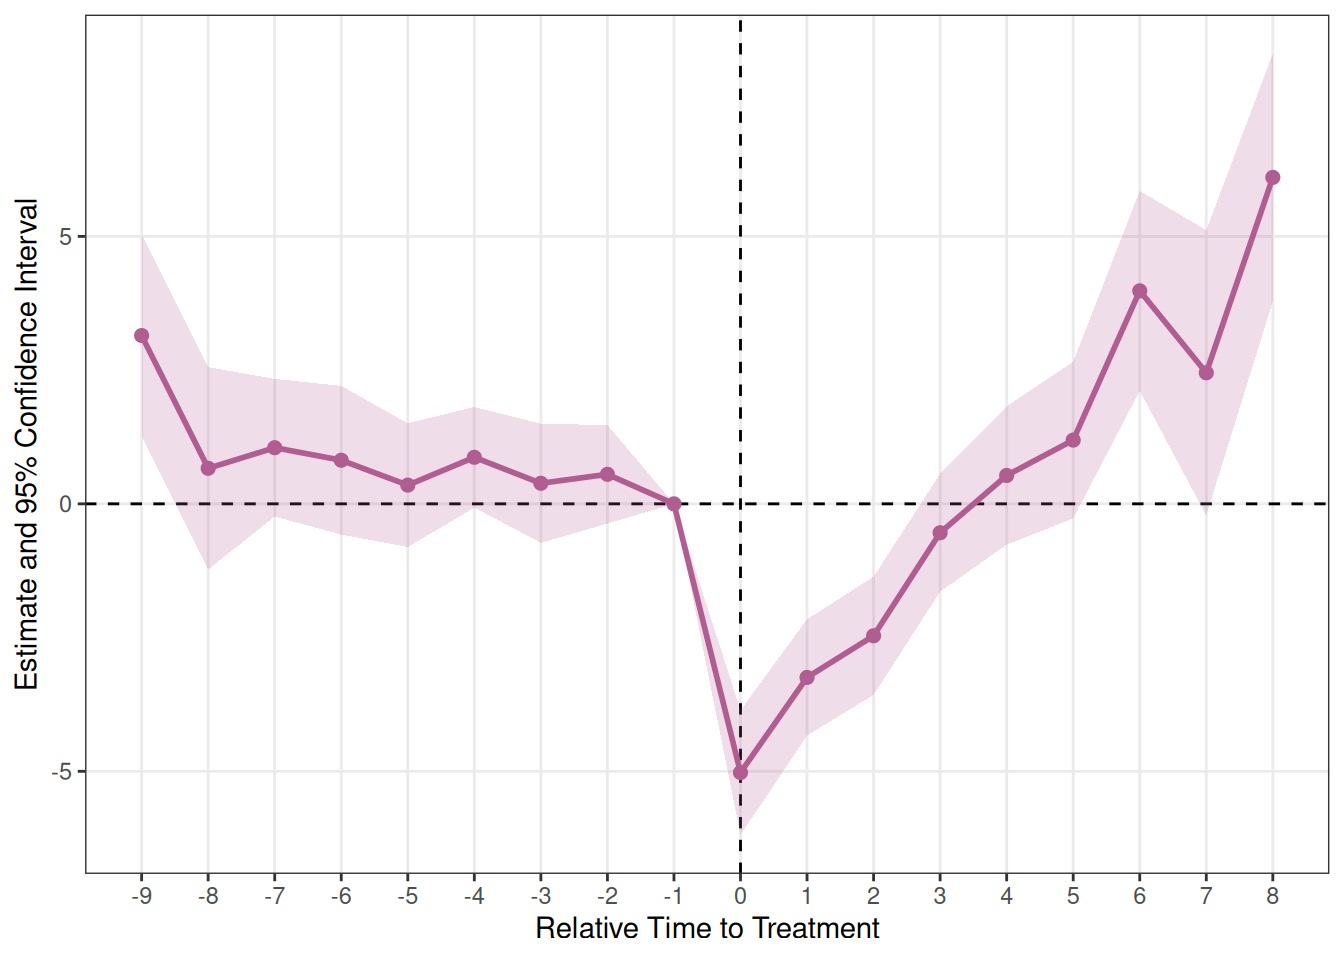 Estimate and 95% Confidence Interval
5
0
-5
-9 -8 -7 -6 -5 -4 -3 -2 -1 0 1 2 3 4 5 6 7 8
Relative Time to Treatment